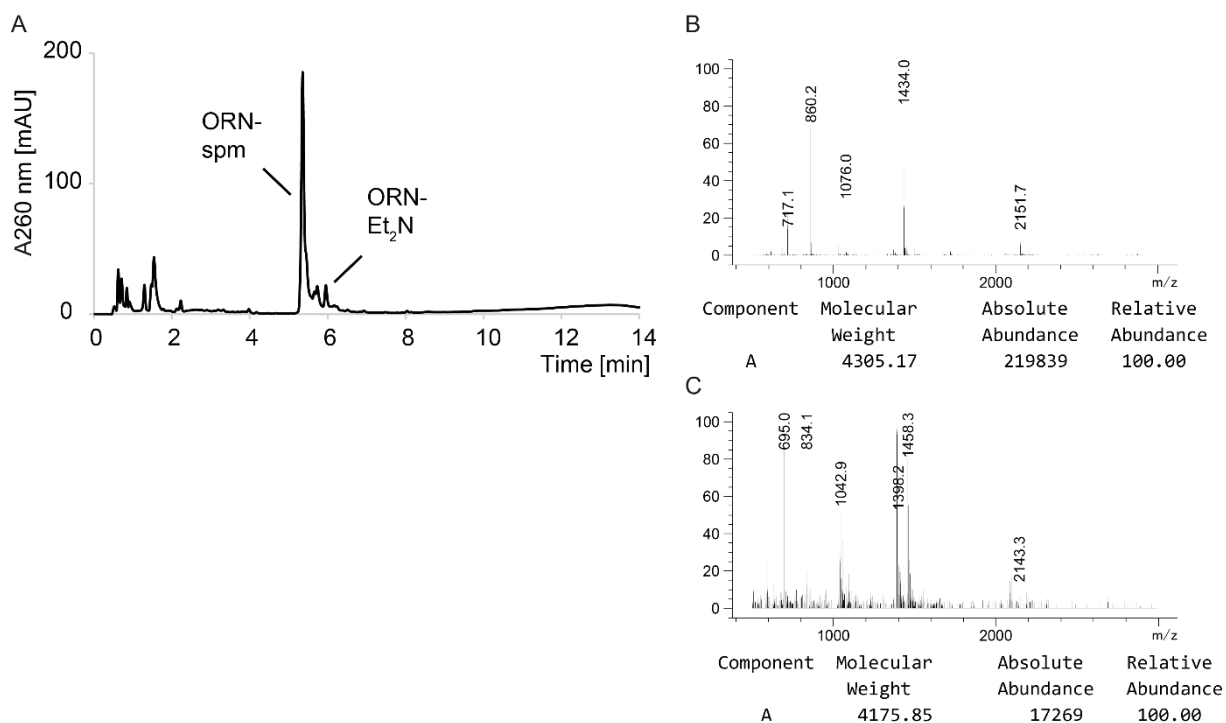 A
A260 nm [mAU]
200
100
0
ORN-
spm
ORN-
Et2N
0 2 4 6 8 10 12 14
Time [min]
B
100
80
60
40
20
0
717.1
860.2
1076.0
1434.0
2151.7
1000 2000 m/z
Component Molecular Absolute Relative
Weight Abundance Abundance
A 4305.17 219839 100.00
C
100
80
60
40
20
0
695.0
834.1
1042.9
1398.2
1458.3
2143.3
1000 2000 m/z
Component Molecular Absolute Relative
Weight Abundance Abundance
A 4175.85 17269 100.00